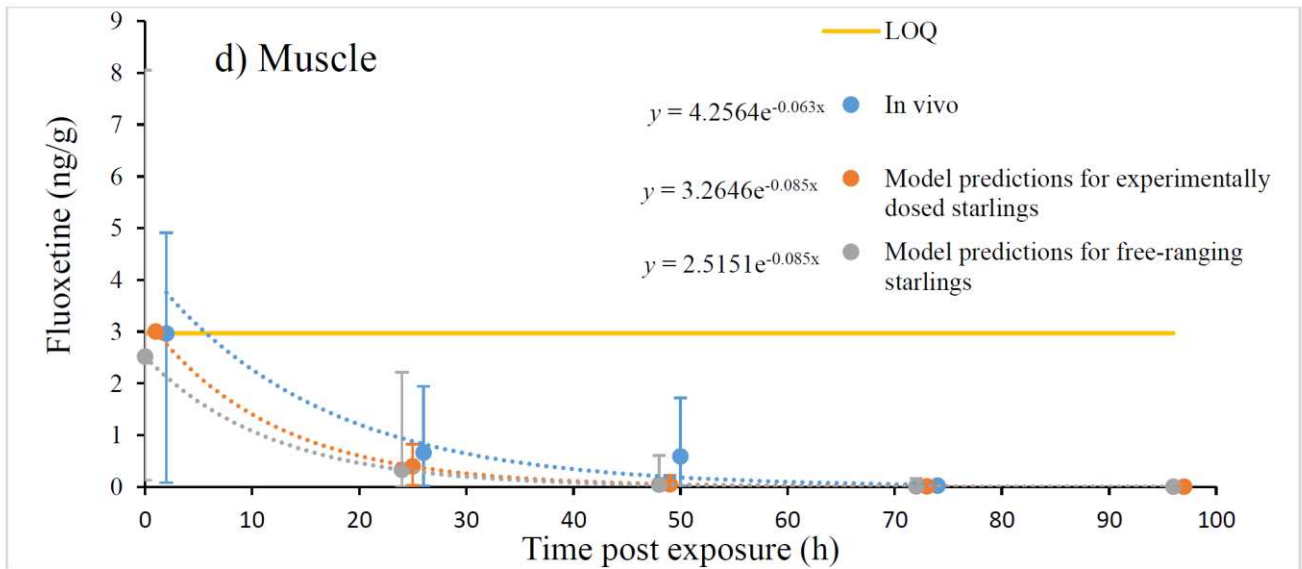 d) Muscle
LOQ
y = 4.2564e^-0.063x
In vivo
y = 3.2646e^-0.085x
Model predictions for experimentally
dosed starlings
y = 2.5151e^-0.085x
Model predictions for free-ranging
starlings
Fluoxetine (ng/g)
9
8
7
6
5
4
3
2
1
0
0 10 20 30 40 50 60 70 80 90 100
Time post exposure (h)